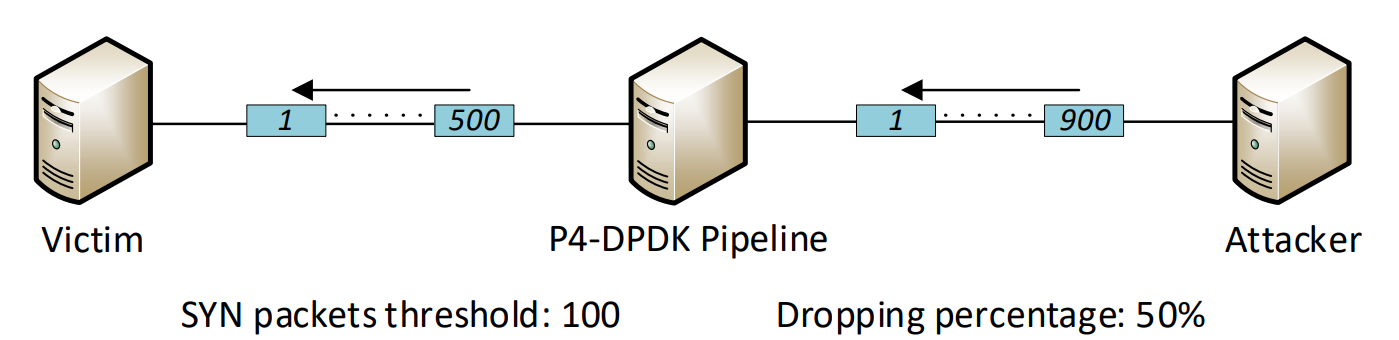 1 . . . . . . 500
1 . . . . . . 900
Victim
P4-DPDK Pipeline
Attacker
SYN packets threshold: 100
Dropping percentage: 50%